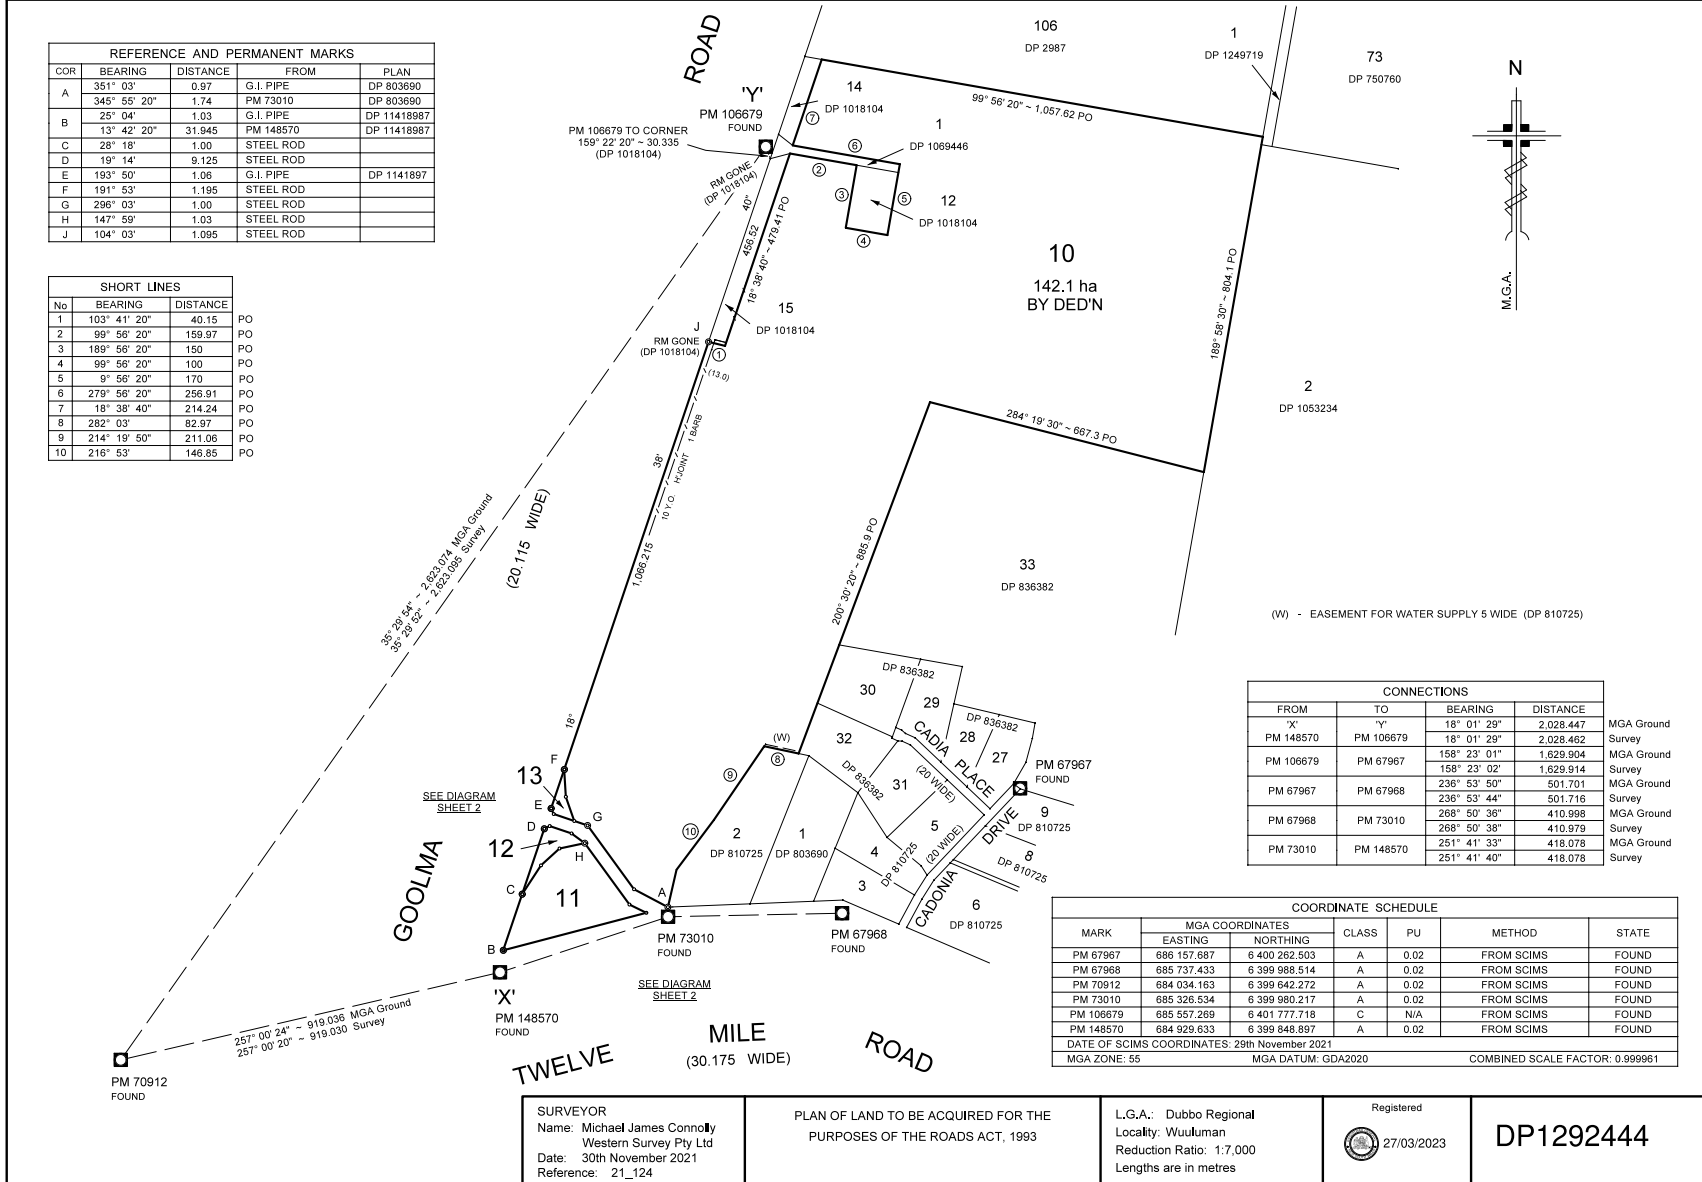 REFERENCE AND PERMANENT MARKS
COR BEARING DISTANCE FROM PLAN
A 351° 03' 0.97 G.I. PIPE DP 803690
345° 55' 20" 1.74 PM 73010 DP 803690
B 25° 04' 1.03 G.I. PIPE DP 11418987
13° 42' 20" 31.945 PM 148570 DP 11418987
C 28° 18' 1.00 STEEL ROD
D 19° 14' 9.125 STEEL ROD
E 193° 50' 1.06 G.I. PIPE DP 1141897
F 191° 53' 1.195 STEEL ROD
G 296° 03' 1.00 STEEL ROD
H 147° 59' 1.03 STEEL ROD
J 104° 03' 1.095 STEEL ROD
SHORT LINES
No BEARING DISTANCE
1 103° 41' 20" 40.15 PO
2 99° 56' 20" 159.97 PO
3 189° 56' 20" 150 PO
4 99° 56' 20" 100 PO
5 9° 56' 20" 170 PO
6 279° 56' 20" 256.91 PO
7 18° 38' 40" 214.24 PO
8 282° 03' 82.97 PO
9 214° 19' 50" 211.06 PO
10 216° 53' 146.85 PO
ROAD
'Y'
PM 106679
FOUND
PM 106679 TO CORNER
159° 22' 20" ~ 30.335
(DP 1018104)
RM GONE
(DP 1018104)
106
DP 2987
1
DP 1249719
73
DP 750760
N
M.G.A.
14
DP 1018104
7
99° 56' 20" ~ 1,057.62 PO
1
DP 1069446
6
2
3
5
4
12
DP 1018104
10
142.1 ha
BY DED'N
40"
456.52
18° 38' 40" ~ 479.41 PO
15
DP 1018104
J
RM GONE
(DP 1018104)
1
(13.0)
189° 58' 30" ~ 804.1 PO
2
DP 1053234
284° 19' 30" ~ 667.3 PO
10 Y.O. H'JOINT 1 BARB
38'
1,066.215
18°
(20.115 WIDE)
35° 29' 54" ~ 2,623.074 MGA Ground
35° 29' 52" ~ 2,623.095 Survey
200° 30' 20" ~ 885.9 PO
33
DP 836382
(W) - EASEMENT FOR WATER SUPPLY 5 WIDE (DP 810725)
DP 836382
30
29
DP 836382
28
27
CADIA PLACE
(20 WIDE)
32
DP 836382
31
(W)
8
9
10
PM 67967
FOUND
9
DP 810725
8
DP 810725
6
DP 810725
CADONIA DRIVE
(20 WIDE)
5
4
DP 810725
3
2
DP 810725
1
DP 803690
F
13
E
SEE DIAGRAM
SHEET 2
G
D
12
H
C
11
A
B
GOOLMA
PM 73010
FOUND
PM 67968
FOUND
SEE DIAGRAM
SHEET 2
'X'
PM 148570
FOUND
257° 00' 24" ~ 919.036 MGA Ground
257° 00' 20" ~ 919.030 Survey
PM 70912
FOUND
TWELVE MILE ROAD
(30.175 WIDE)
CONNECTIONS
FROM TO BEARING DISTANCE
'X' 'Y' 18° 01' 29" 2,028.447 MGA Ground
PM 148570 PM 106679 18° 01' 29" 2,028.462 Survey
PM 106679 PM 67967 158° 23' 01" 1,629.904 MGA Ground
158° 23' 02' 1,629.914 Survey
PM 67967 PM 67968 236° 53' 50" 501.701 MGA Ground
236° 53' 44" 501.716 Survey
PM 67968 PM 73010 268° 50' 36" 410.998 MGA Ground
268° 50' 38" 410.979 Survey
PM 73010 PM 148570 251° 41' 33" 418.078 MGA Ground
251° 41' 40" 418.078 Survey
COORDINATE SCHEDULE
MARK MGA COORDINATES CLASS PU METHOD STATE
EASTING NORTHING
PM 67967 686 157.687 6 400 262.503 A 0.02 FROM SCIMS FOUND
PM 67968 685 737.433 6 399 988.514 A 0.02 FROM SCIMS FOUND
PM 70912 684 034.163 6 399 642.272 A 0.02 FROM SCIMS FOUND
PM 73010 685 326.534 6 399 980.217 A 0.02 FROM SCIMS FOUND
PM 106679 685 557.269 6 401 777.718 C N/A FROM SCIMS FOUND
PM 148570 684 929.633 6 399 848.897 A 0.02 FROM SCIMS FOUND
DATE OF SCIMS COORDINATES: 29th November 2021
MGA ZONE: 55 MGA DATUM: GDA2020 COMBINED SCALE FACTOR: 0.999961
SURVEYOR
Name: Michael James Connolly
Western Survey Pty Ltd
Date: 30th November 2021
Reference: 21_124
PLAN OF LAND TO BE ACQUIRED FOR THE
PURPOSES OF THE ROADS ACT, 1993
L.G.A.: Dubbo Regional
Locality: Wuuluman
Reduction Ratio: 1:7,000
Lengths are in metres
Registered
27/03/2023
DP1292444